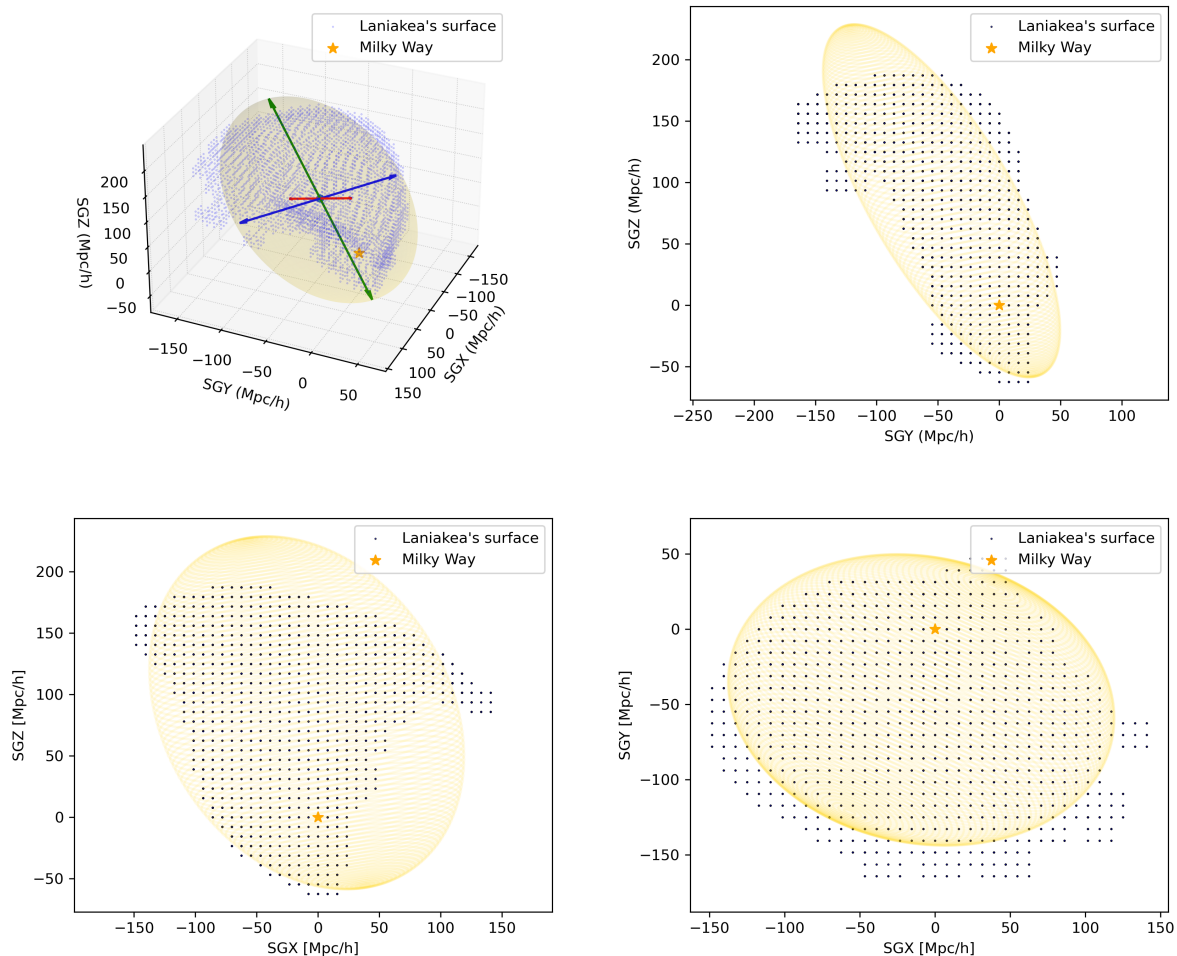 Laniakea's surface
Milky Way
200
150
100
50
0
−50
SGZ (Mpc/h)
−150
−100
−50
0
50
SGY (Mpc/h)
−150
−100
−50
0
50
100
150
SGX (Mpc/h)
Laniakea's surface
Milky Way
200
150
100
50
0
−50
SGZ (Mpc/h)
−250 −200 −150 −100 −50 0 50 100
SGY (Mpc/h)
Laniakea's surface
Milky Way
200
150
100
50
0
−50
SGZ [Mpc/h]
−150 −100 −50 0 50 100 150
SGX [Mpc/h]
Laniakea's surface
Milky Way
50
0
−50
−100
−150
SGY [Mpc/h]
−150 −100 −50 0 50 100 150
SGX [Mpc/h]